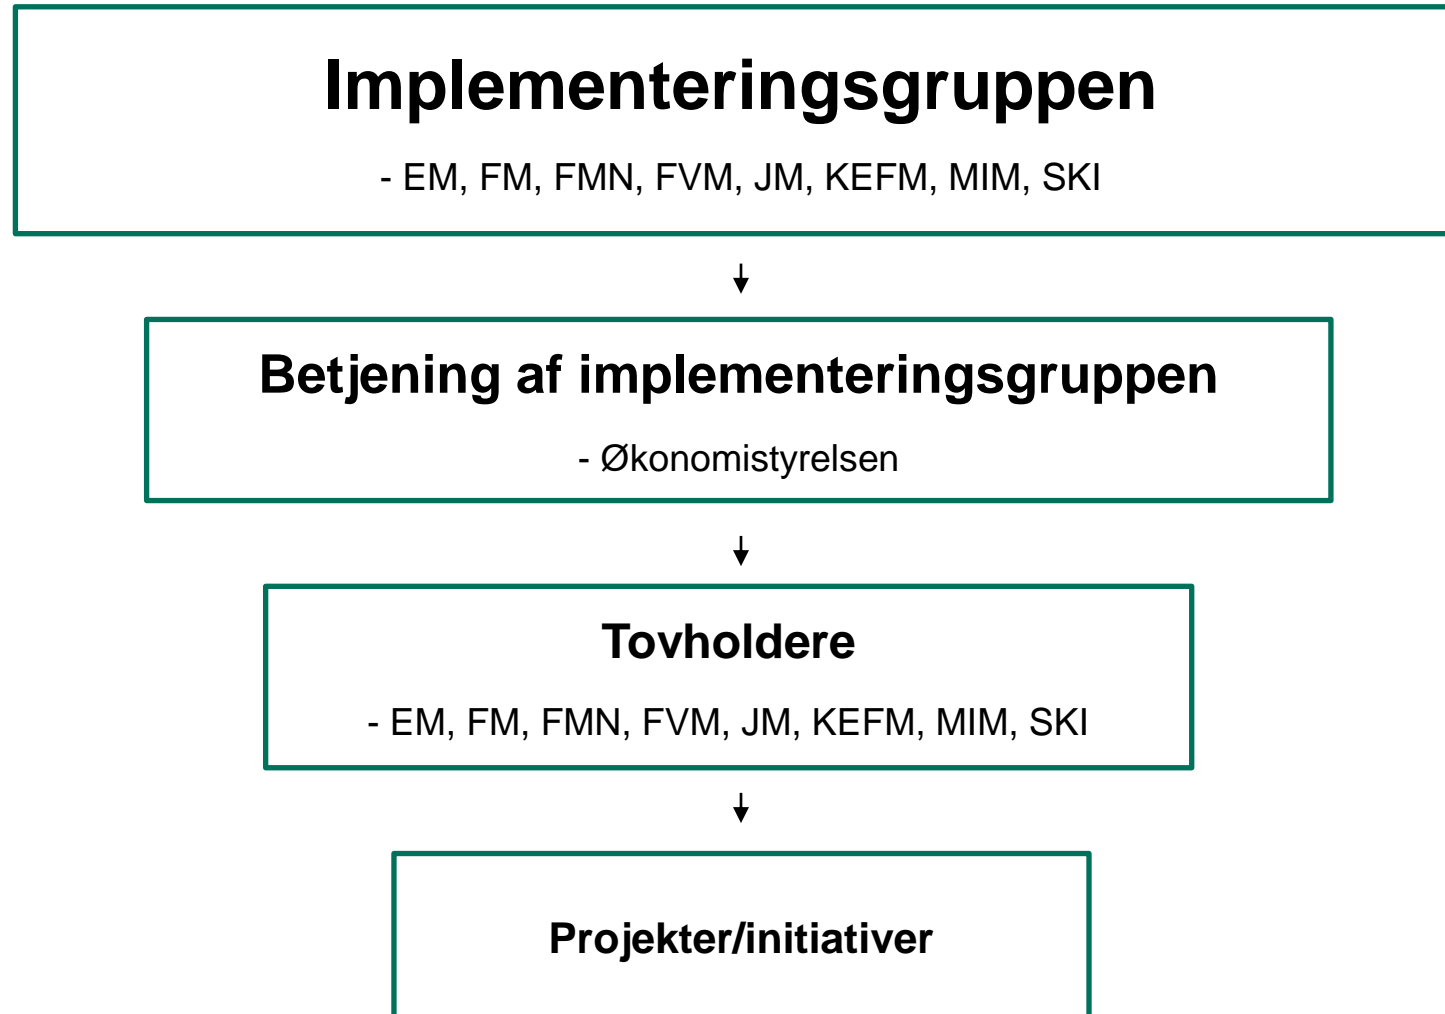 Implementeringsgruppen
- EM, FM, FMN, FVM, JM, KEFM, MIM, SKI
Betjening af implementeringsgruppen
- Økonomistyrelsen
Tovholdere
- EM, FM, FMN, FVM, JM, KEFM, MIM, SKI
Projekter/initiativer